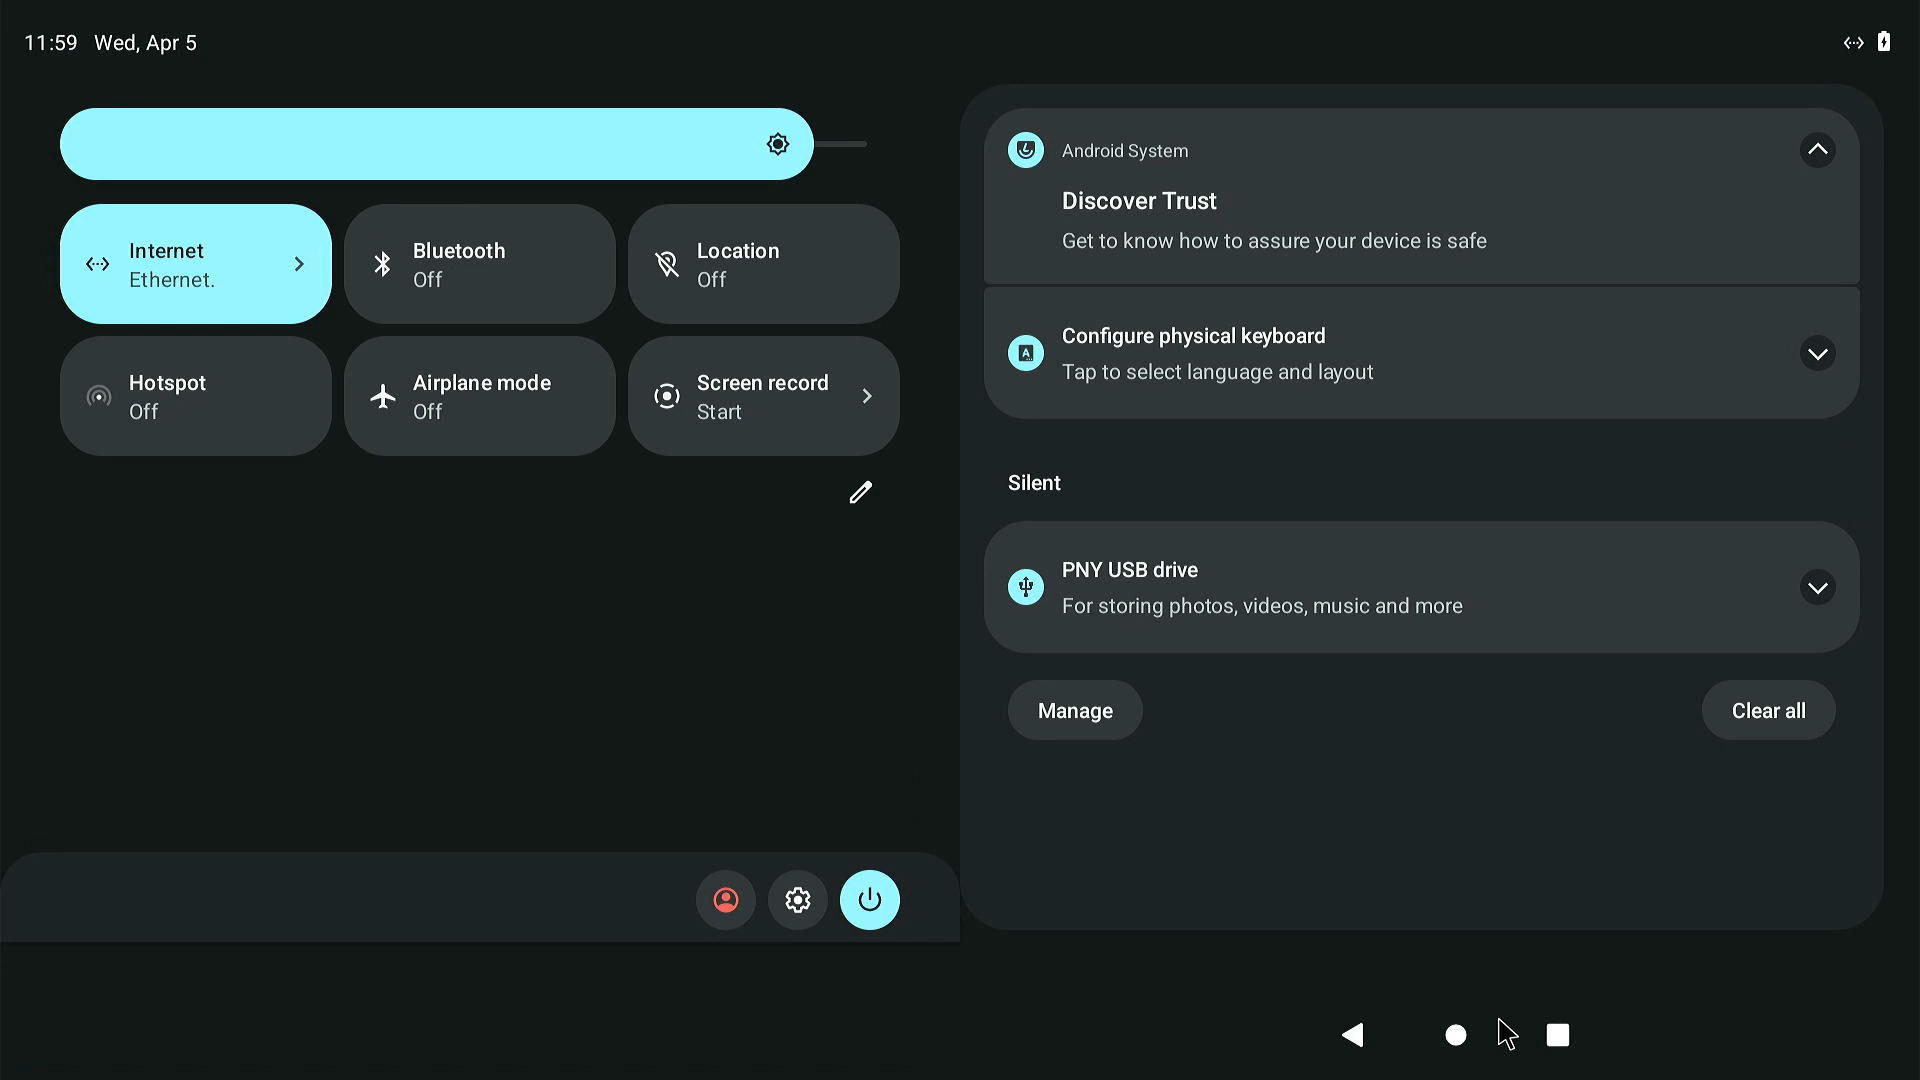 11:59 Wed, Apr 5
Internet
Ethernet.
Bluetooth
Off
Location
Off
Hotspot
Off
Airplane mode
Off
Screen record
Start
Android System
Discover Trust
Get to know how to assure your device is safe
Configure physical keyboard
Tap to select language and layout
Silent
PNY USB drive
For storing photos, videos, music and more
Manage
Clear all